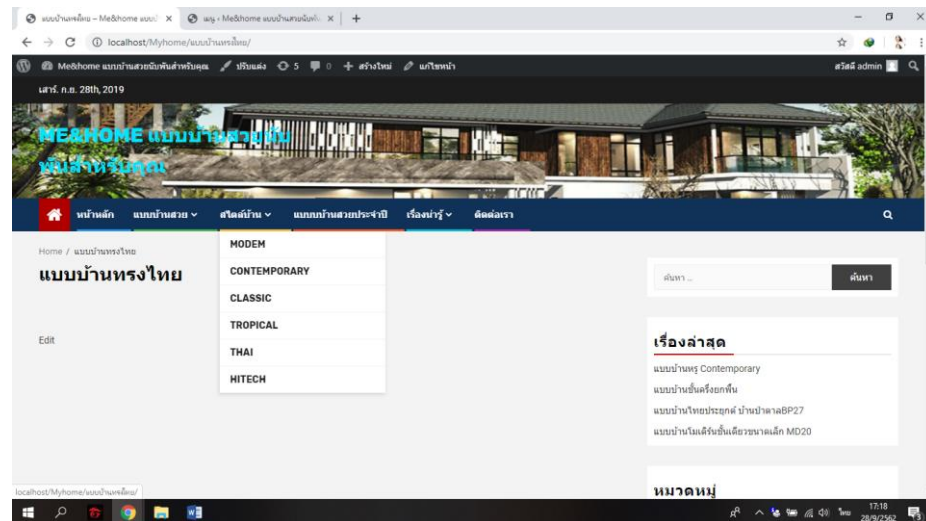 แบบบ้านทรงไทย – Me&home แบบบ้
เมนู ‹ Me&home แบบบ้านสวยนับพัน
localhost/Myhome/แบบบ้านทรงไทย/
Me&home แบบบ้านสวยนับพันสำหรับคุณ ปรับแต่ง 5 0 สร้างใหม่ แก้ไขหน้า สวัสดี admin
เสาร์. ก.ย. 28th, 2019
ME&HOME แบบบ้านสวยนับ
พันสำหรับคุณ
หน้าหลัก แบบบ้านสวย สไตล์บ้าน แบบบ้านสวยประจำปี เรื่องน่ารู้ ติดต่อเรา
Home / แบบบ้านทรงไทย
แบบบ้านทรงไทย
Edit
MODEM
CONTEMPORARY
CLASSIC
TROPICAL
THAI
HITECH
ค้นหา …
ค้นหา
เรื่องล่าสุด
แบบบ้านหรู Contemporary
แบบบ้านชั้นครึ่งยกพื้น
แบบบ้านไทยประยุกต์ บ้านป่าตาลBP27
แบบบ้านโมเดิร์นชั้นเดียวขนาดเล็ก MD20
หมวดหมู่
localhost/Myhome/แบบบ้านทรงไทย/
ไทย
17:18
28/9/2562